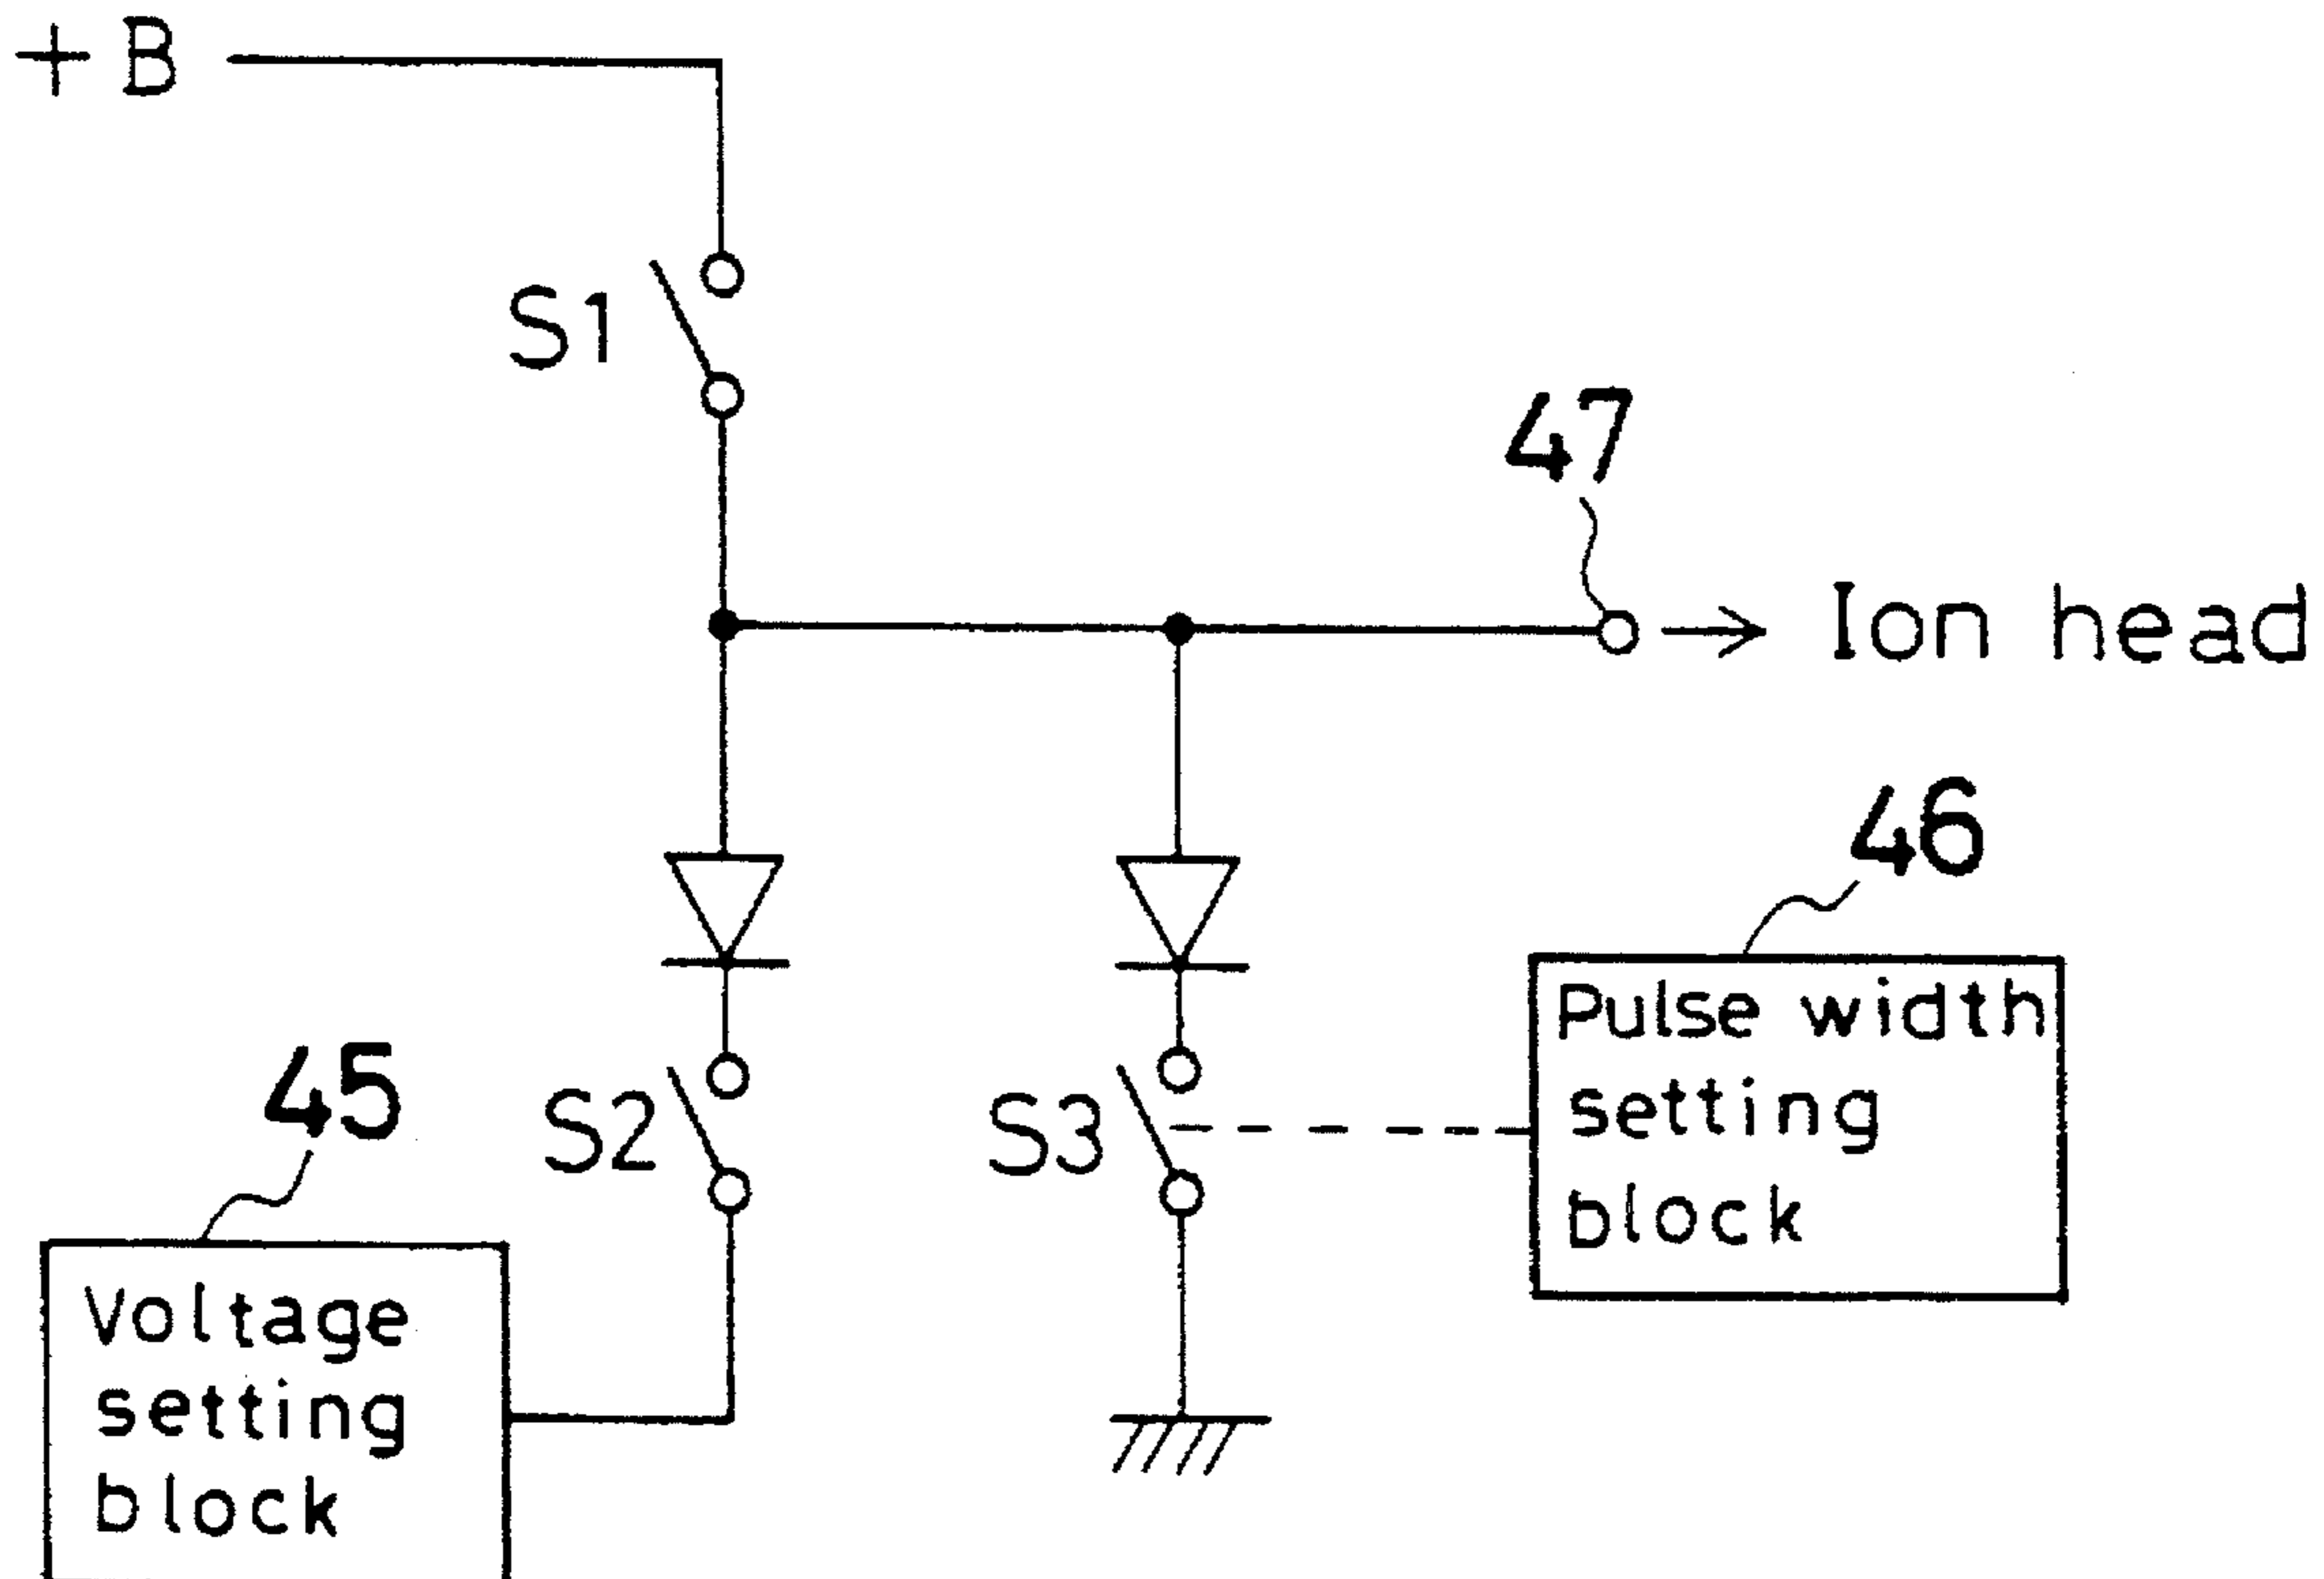 +B
S1
47
Ion head
46
Pulse width
setting
block
45
S2
S3
Voltage
setting
block